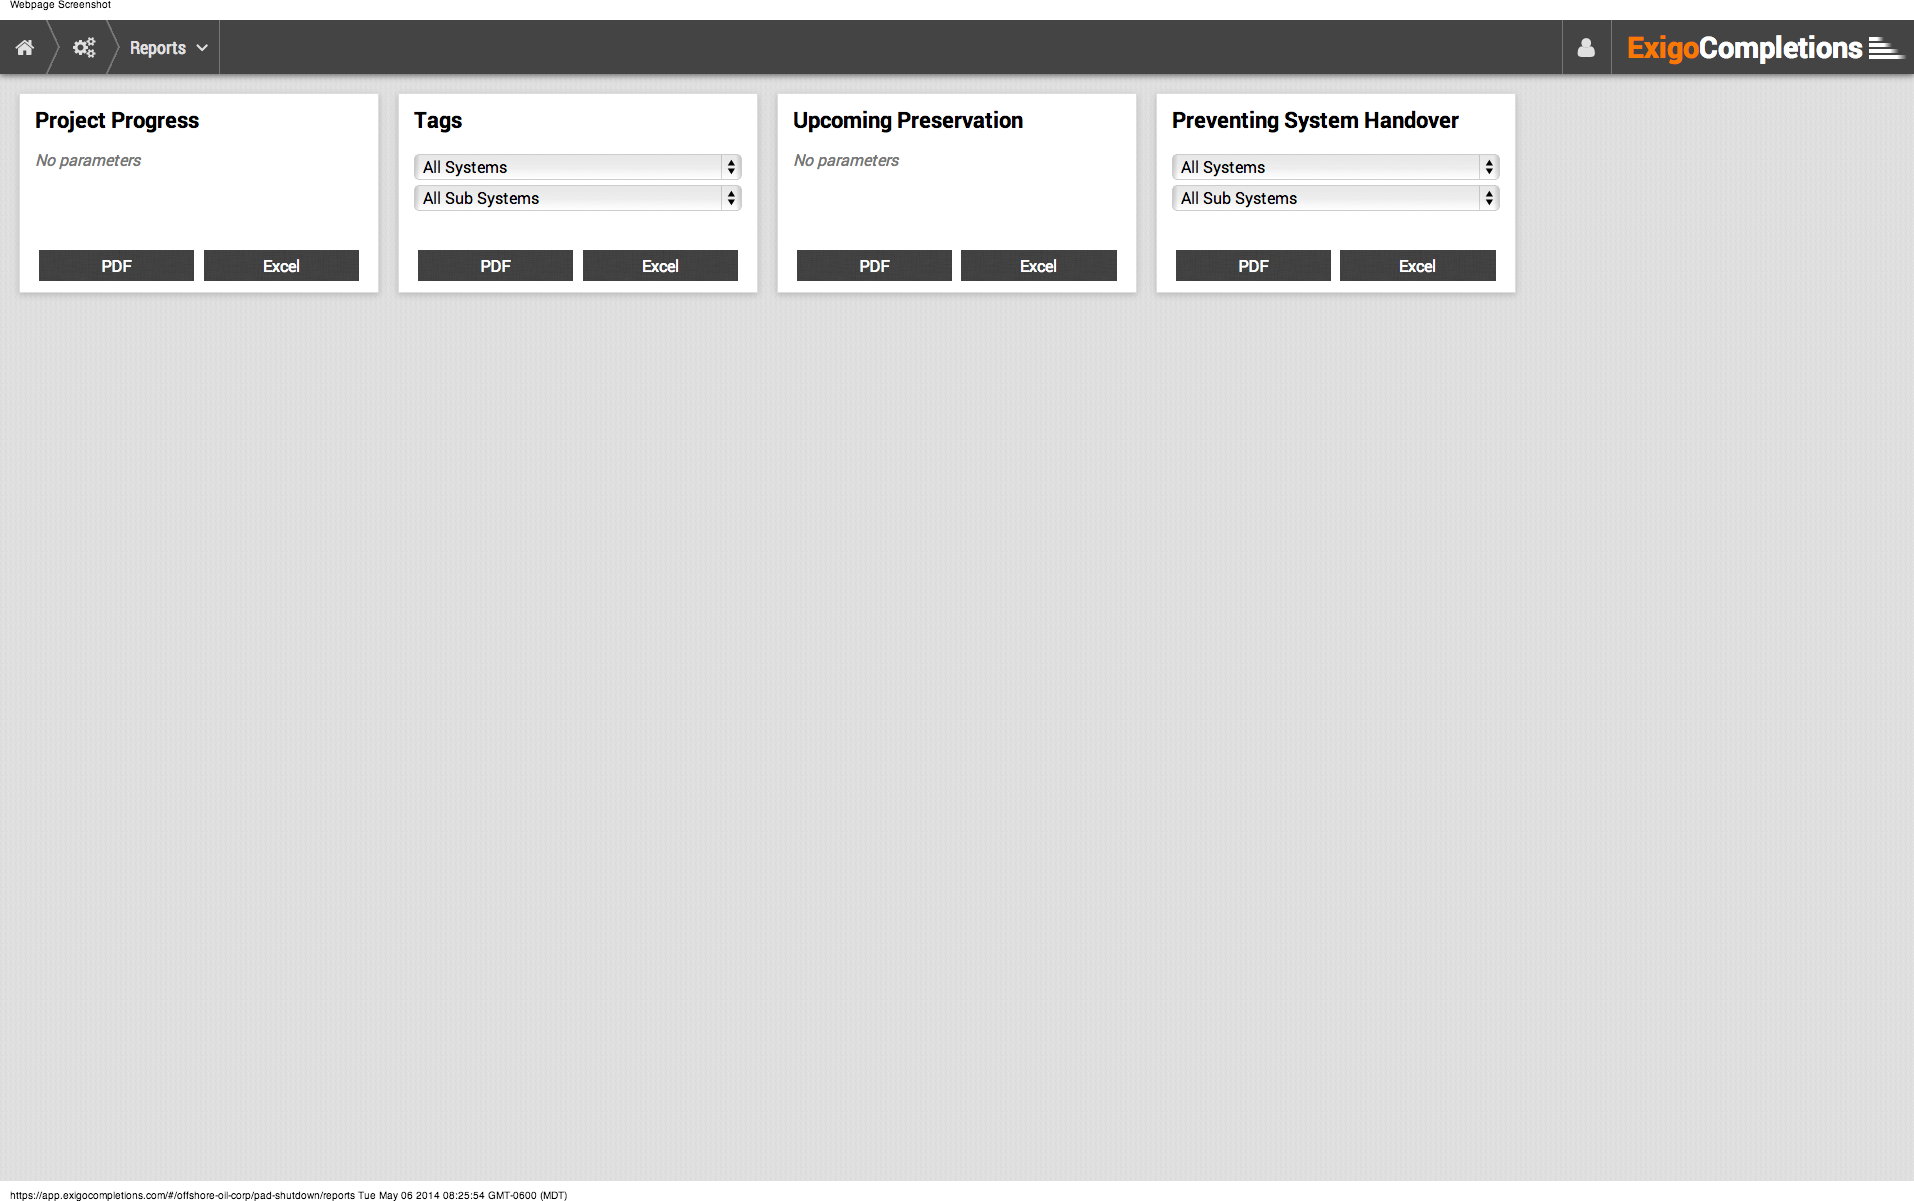 Webpage Screenshot
Reports
ExigoCompletions
Project Progress
No parameters
PDF Excel
Tags
All Systems
All Sub Systems
PDF Excel
Upcoming Preservation
No parameters
PDF Excel
Preventing System Handover
All Systems
All Sub Systems
PDF Excel
https://app.exigocompletions.com/#/offshore-oil-corp/pad-shutdown/reports Tue May 06 2014 08:25:54 GMT-0600 (MDT)